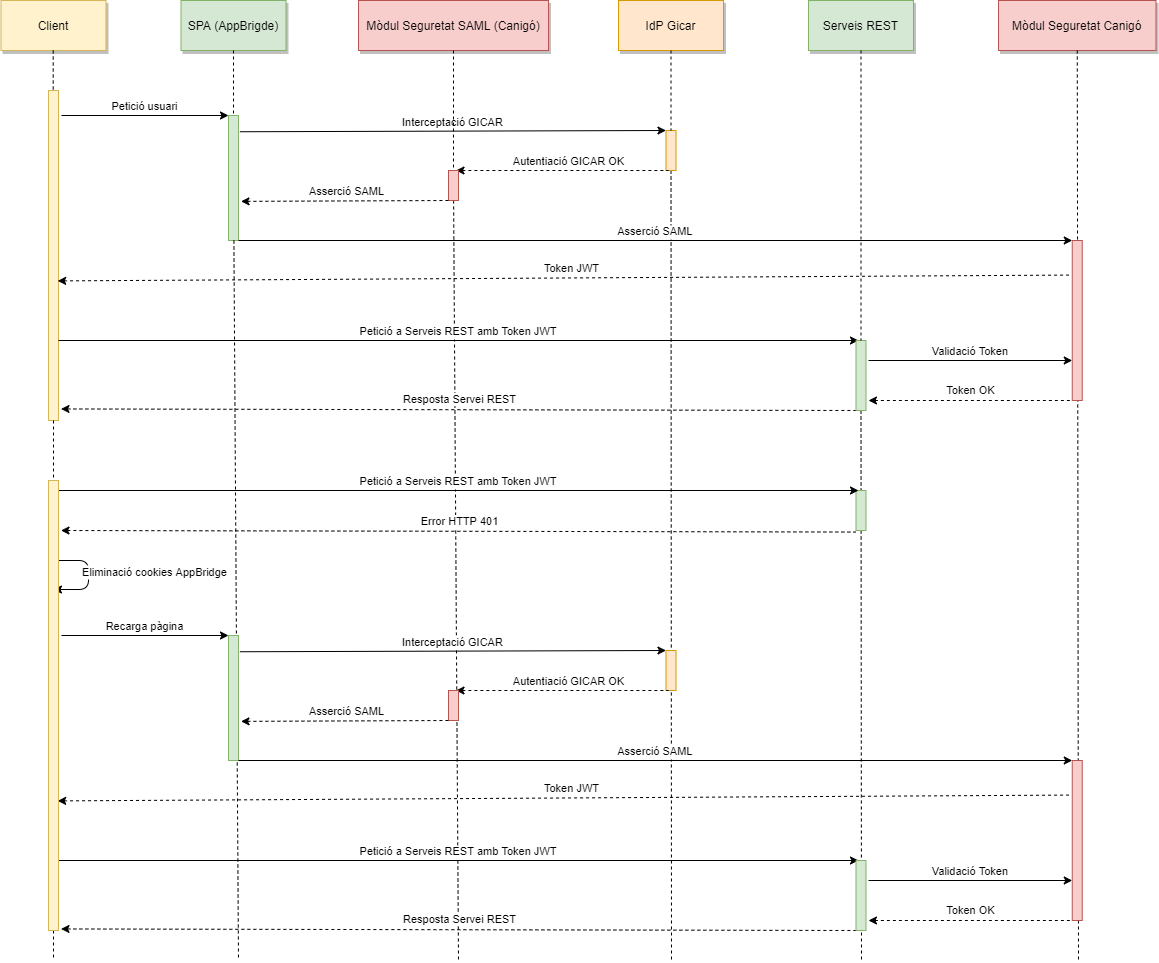 Client
SPA (AppBrigde)
Mòdul Seguretat SAML (Canigó)
IdP Gicar
Serveis REST
Mòdul Seguretat Canigó
Petició usuari
Interceptació GICAR
Autentiació GICAR OK
Asserció SAML
Asserció SAML
Token JWT
Petició a Serveis REST amb Token JWT
Validació Token
Token OK
Resposta Servei REST
Petició a Serveis REST amb Token JWT
Error HTTP 401
Eliminació cookies AppBridge
Recarga pàgina
Interceptació GICAR
Autentiació GICAR OK
Asserció SAML
Asserció SAML
Token JWT
Petició a Serveis REST amb Token JWT
Validació Token
Token OK
Resposta Servei REST